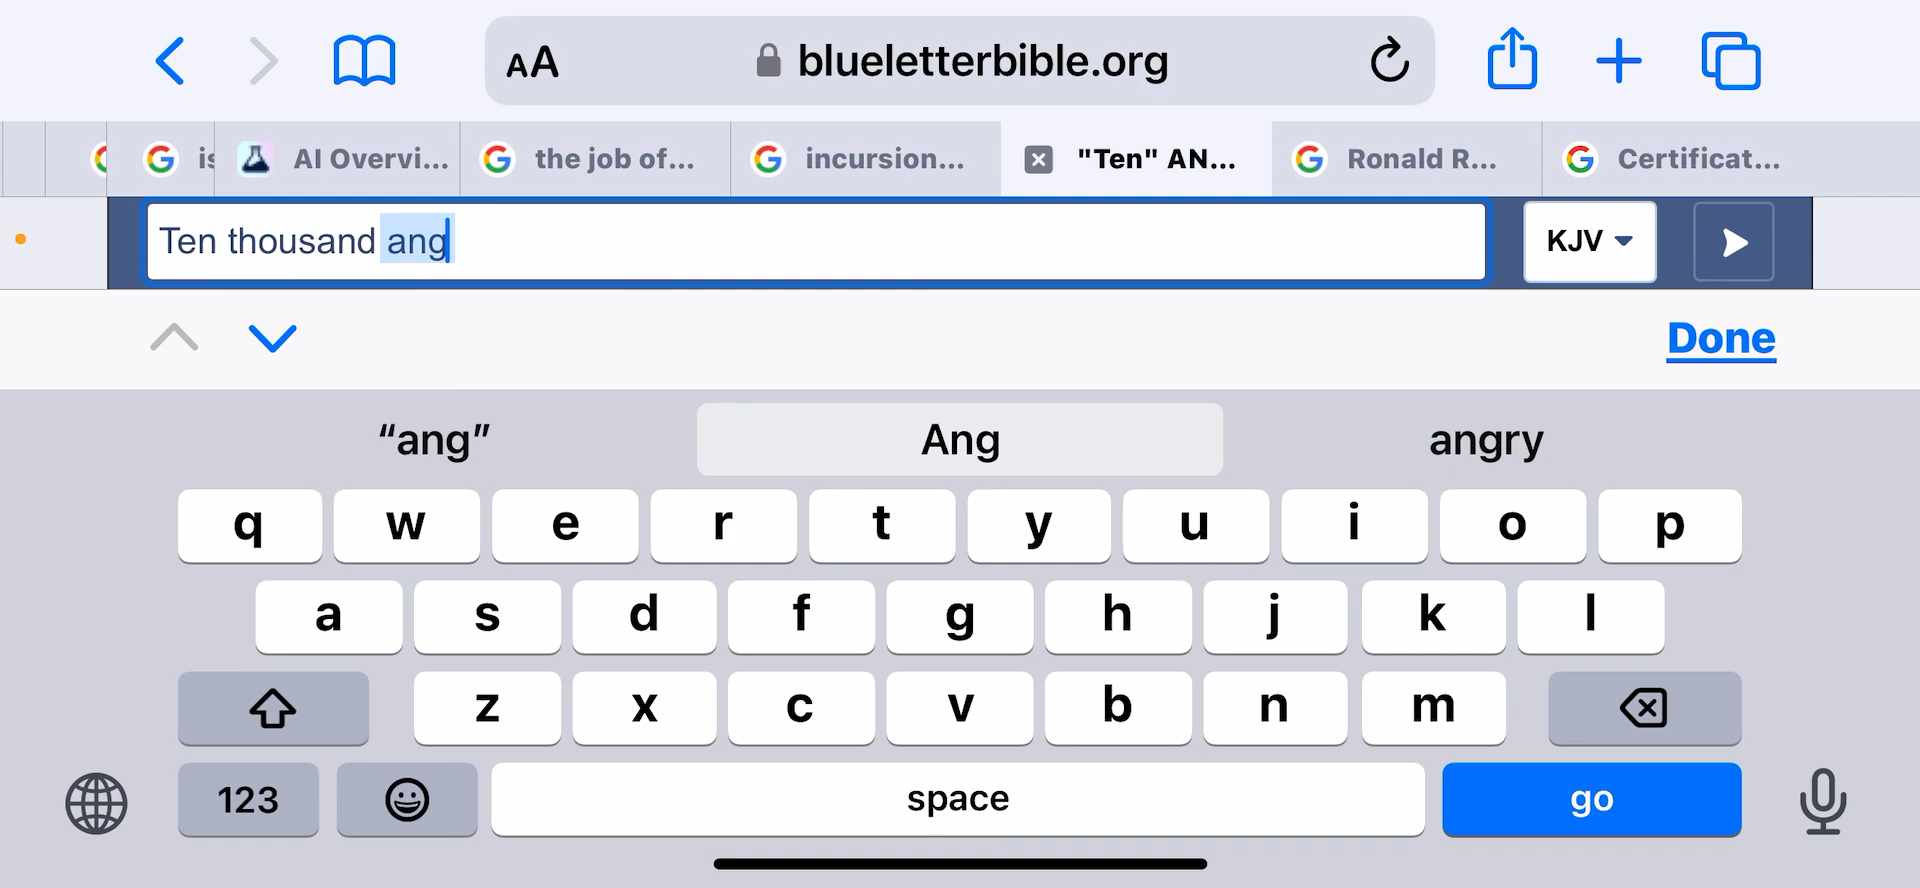 AA blueletterbible.org
is AI Overvi... the job of... incursion... "Ten" AN... Ronald R... Certificat...
Ten thousand ang KJV
Done
“ang” Ang angry
q w e r t y u i o p
a s d f g h j k l
z x c v b n m
123 space go